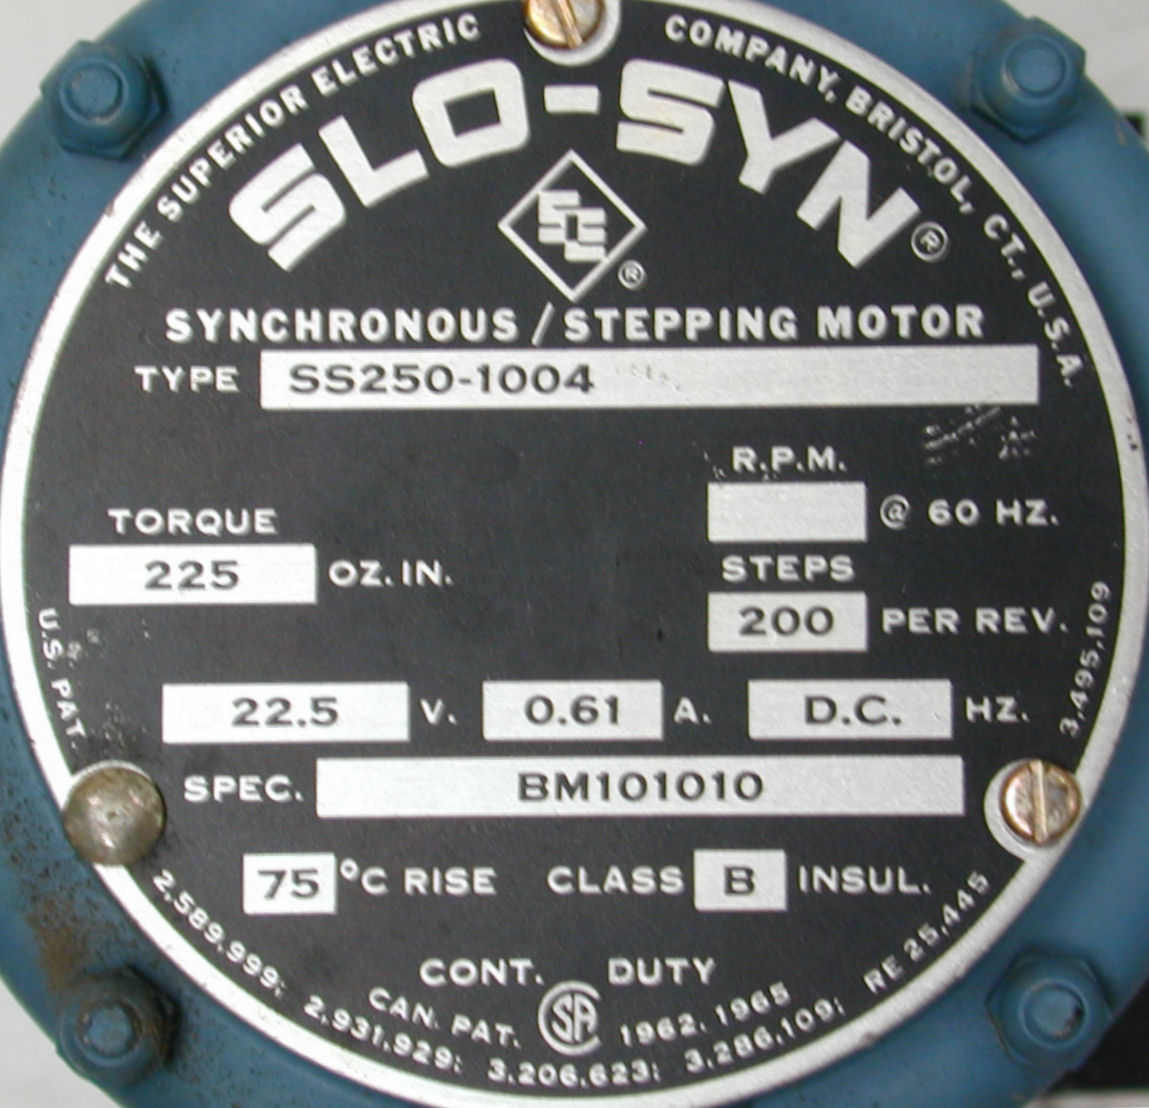 THE SUPERIOR ELECTRIC COMPANY, BRISTOL, CT., U.S.A.
SLO-SYN®
®
SYNCHRONOUS / STEPPING MOTOR
TYPE SS250-1004
R.P.M.
@ 60 HZ.
TORQUE
225 OZ. IN.
STEPS
200 PER REV.
22.5 V. 0.61 A. D.C. HZ.
SPEC. BM101010
75 °C RISE CLASS B INSUL.
CONT. DUTY
CAN. PAT. SA 1962, 1965
U.S. PAT. 2,589,999; 2,931,929; 3,206,623; 3,286,109; RE 25,445 3,495,109